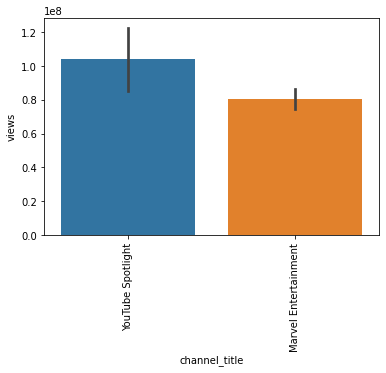 1e8
1.2
1.0
0.8
0.6
0.4
0.2
0.0
views
YouTube Spotlight
Marvel Entertainment
channel_title